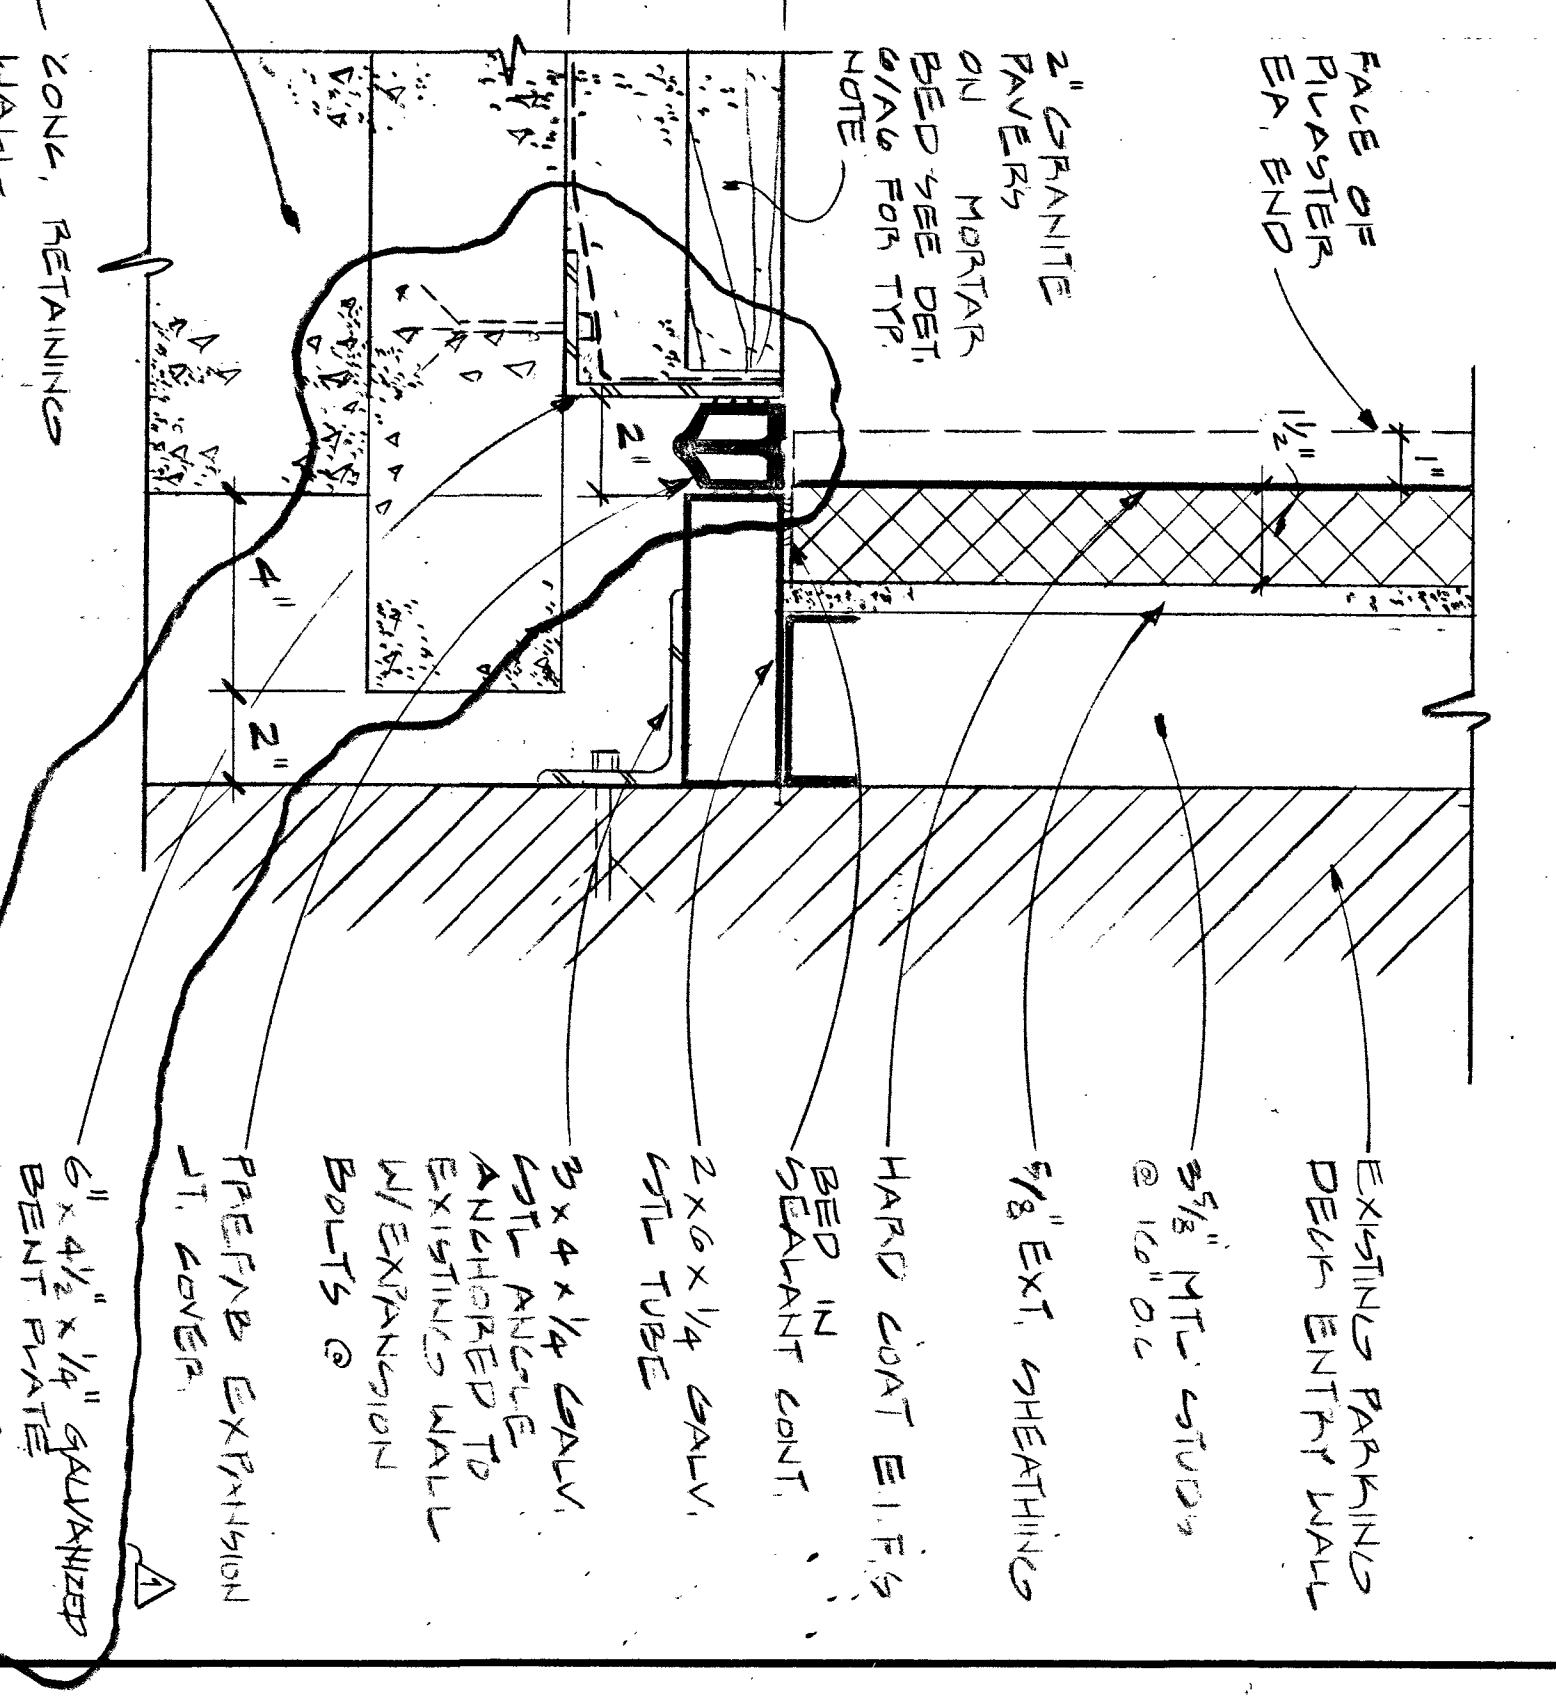 FACE OF
PILASTER
EA. END
2" GRANITE
PAVERS
ON MORTAR
BED SEE DET.
6/A6 FOR TYP.
NOTE
1"
1½"
2"
4"
2"
CONC. RETAINING
EXISTING PARKING
DECK ENTRY WALL
3⅝" MTL. STUDS
@ 16" O.C
⅝" EXT. SHEATHING
HARD COAT E.I.F.S
BED IN
SEALANT CONT.
2 x 6 x ¼ GALV.
STL TUBE
3 x 4 x ¼ GALV.
STL ANGLE
ANCHORED TO
EXISTING WALL
W/ EXPANSION
BOLTS @
PREFAB EXPANSION
JT. COVER.
1
6" x 4½" x ¼" GALVANIZED
BENT PLATE